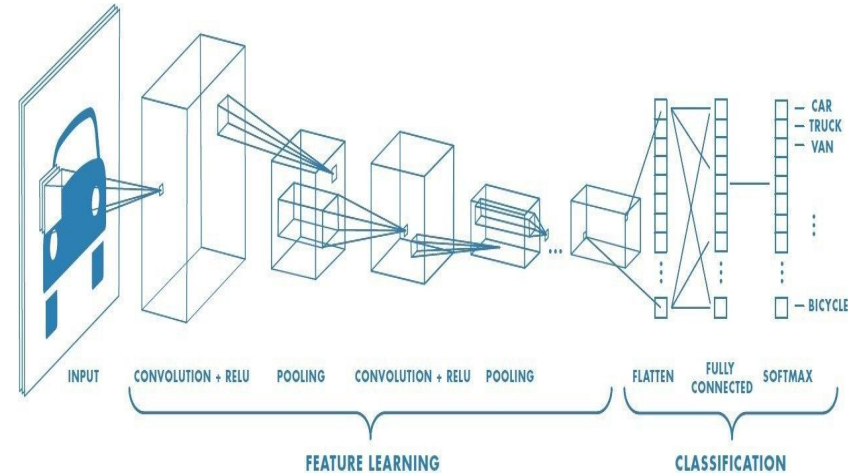 CAR
TRUCK
VAN
BICYCLE
INPUT
CONVOLUTION + RELU
POOLING
CONVOLUTION + RELU
POOLING
FLATTEN
FULLY
CONNECTED
SOFTMAX
FEATURE LEARNING
CLASSIFICATION